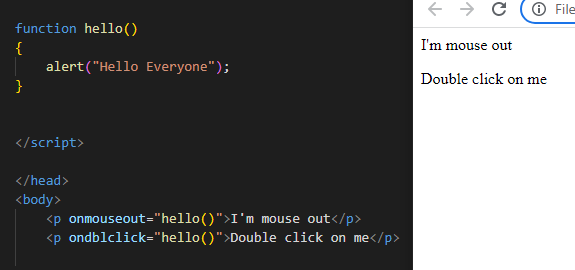 function hello()
{
    alert("Hello Everyone");
}
</script>
</head>
<body>
    <p onmouseout="hello()">I'm mouse out</p>
    <p ondblclick="hello()">Double click on me</p>
File
I'm mouse out
Double click on me